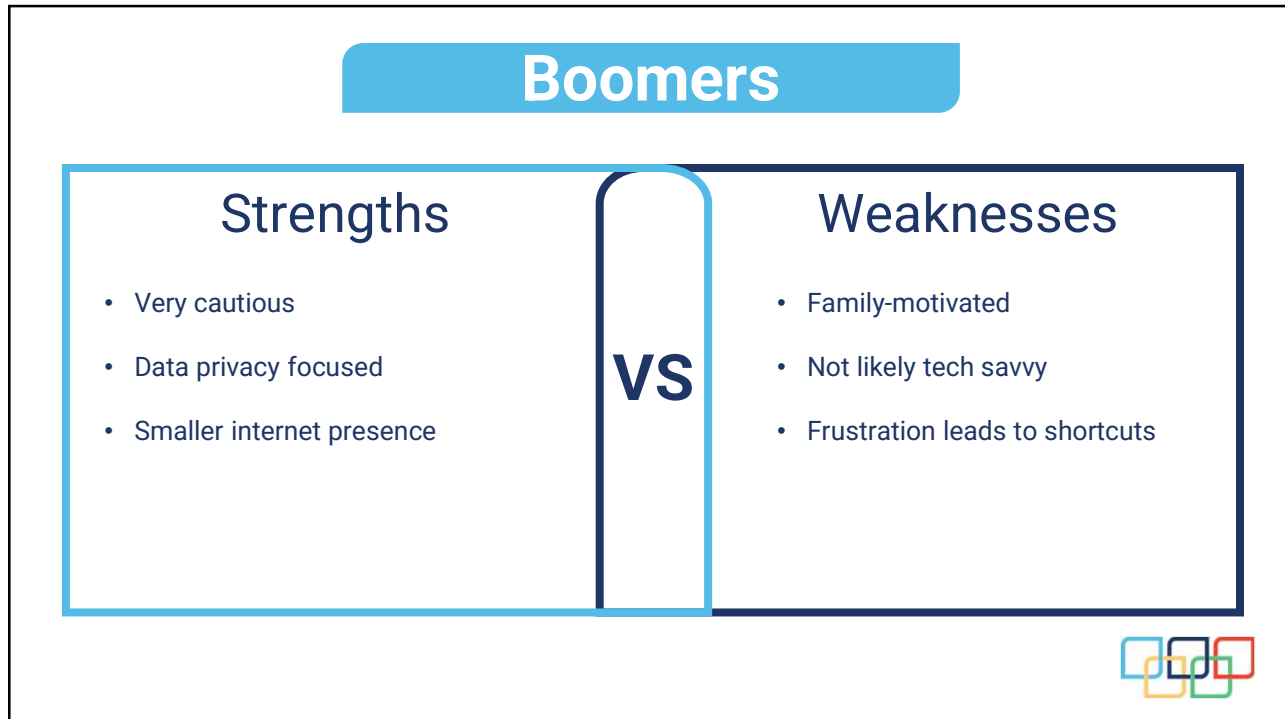 Boomers
Strengths
• Very cautious
• Data privacy focused
• Smaller internet presence
VS
Weaknesses
• Family-motivated
• Not likely tech savvy
• Frustration leads to shortcuts